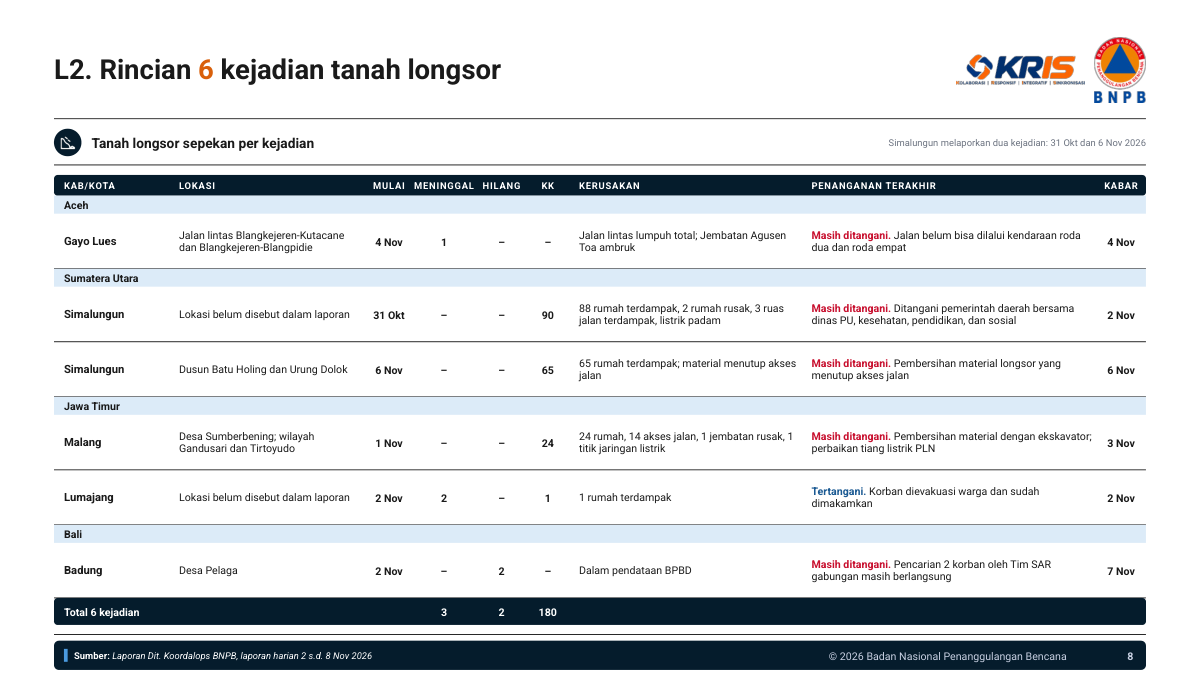 L2. Rincian 6 kejadian tanah longsor
KRIS
KOLABORASI | RESPONSIF | INTEGRATIF | SINKRONISASI
BADAN NASIONAL
PENANGGULANGAN BENCANA
BNPB
Tanah longsor sepekan per kejadian
Simalungun melaporkan dua kejadian: 31 Okt dan 6 Nov 2026
KAB/KOTA LOKASI MULAI MENINGGAL HILANG KK KERUSAKAN PENANGANAN TERAKHIR KABAR
Aceh
Gayo Lues Jalan lintas Blangkejeren-Kutacane 4 Nov 1 – – Jalan lintas lumpuh total; Jembatan Agusen Masih ditangani. Jalan belum bisa dilalui kendaraan roda 4 Nov
dan Blangkejeren-Blangpidie Toa ambruk dua dan roda empat
Sumatera Utara
Simalungun Lokasi belum disebut dalam laporan 31 Okt – – 90 88 rumah terdampak, 2 rumah rusak, 3 ruas Masih ditangani. Ditangani pemerintah daerah bersama 2 Nov
jalan terdampak, listrik padam dinas PU, kesehatan, pendidikan, dan sosial
Simalungun Dusun Batu Holing dan Urung Dolok 6 Nov – – 65 65 rumah terdampak; material menutup akses Masih ditangani. Pembersihan material longsor yang 6 Nov
jalan menutup akses jalan
Jawa Timur
Malang Desa Sumberbening; wilayah 1 Nov – – 24 24 rumah, 14 akses jalan, 1 jembatan rusak, 1 Masih ditangani. Pembersihan material dengan ekskavator; 3 Nov
Gandusari dan Tirtoyudo titik jaringan listrik perbaikan tiang listrik PLN
Lumajang Lokasi belum disebut dalam laporan 2 Nov 2 – 1 1 rumah terdampak Tertangani. Korban dievakuasi warga dan sudah 2 Nov
dimakamkan
Bali
Badung Desa Pelaga 2 Nov – 2 – Dalam pendataan BPBD Masih ditangani. Pencarian 2 korban oleh Tim SAR 7 Nov
gabungan masih berlangsung
Total 6 kejadian 3 2 180
Sumber: Laporan Dit. Koordalops BNPB, laporan harian 2 s.d. 8 Nov 2026
© 2026 Badan Nasional Penanggulangan Bencana 8